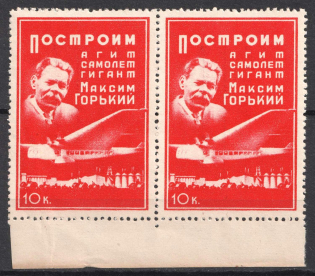 ПОСТРОИМ
АГИТ
САМОЛЕТ
ГИГАНТ
МАКСИМ
ГОРЬКИЙ
10 К.
ПОСТРОИМ
АГИТ
САМОЛЕТ
ГИГАНТ
МАКСИМ
ГОРЬКИЙ
10 К.